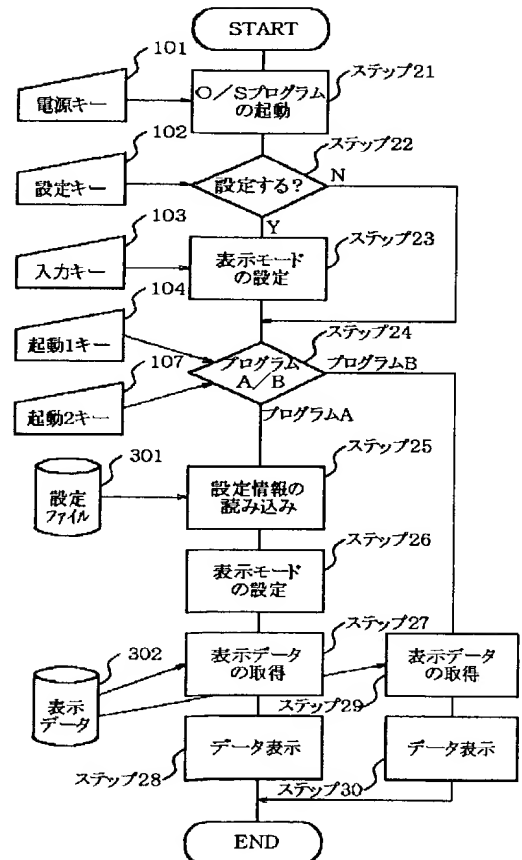 START
101
ステップ21
電源キー
O/Sプログラム
の起動
102
ステップ22
設定キー
設定する?
N
Y
103
ステップ23
入力キー
表示モード
の設定
104
ステップ24
起動1キー
プログラム
A/B
プログラムB
107
起動2キー
プログラムA
301
ステップ25
設定
ファイル
設定情報の
読み込み
ステップ26
表示モード
の設定
302
ステップ27
表示
データ
表示データ
の取得
表示データ
の取得
ステップ29
データ表示
データ表示
ステップ28
ステップ30
END